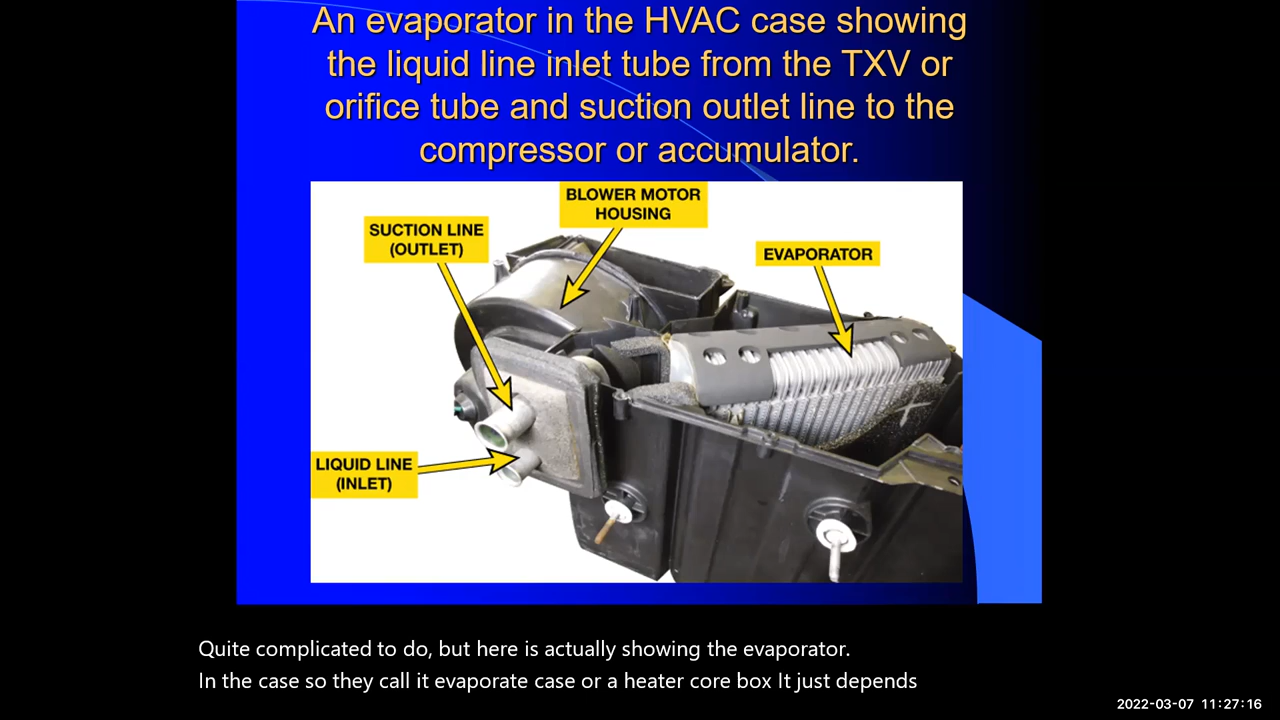 An evaporator in the HVAC case showing
the liquid line inlet tube from the TXV or
orifice tube and suction outlet line to the
compressor or accumulator.
BLOWER MOTOR
HOUSING
SUCTION LINE
(OUTLET)
EVAPORATOR
LIQUID LINE
(INLET)
Quite complicated to do, but here is actually showing the evaporator.
In the case so they call it evaporate case or a heater core box It just depends
2022-03-07 11:27:16